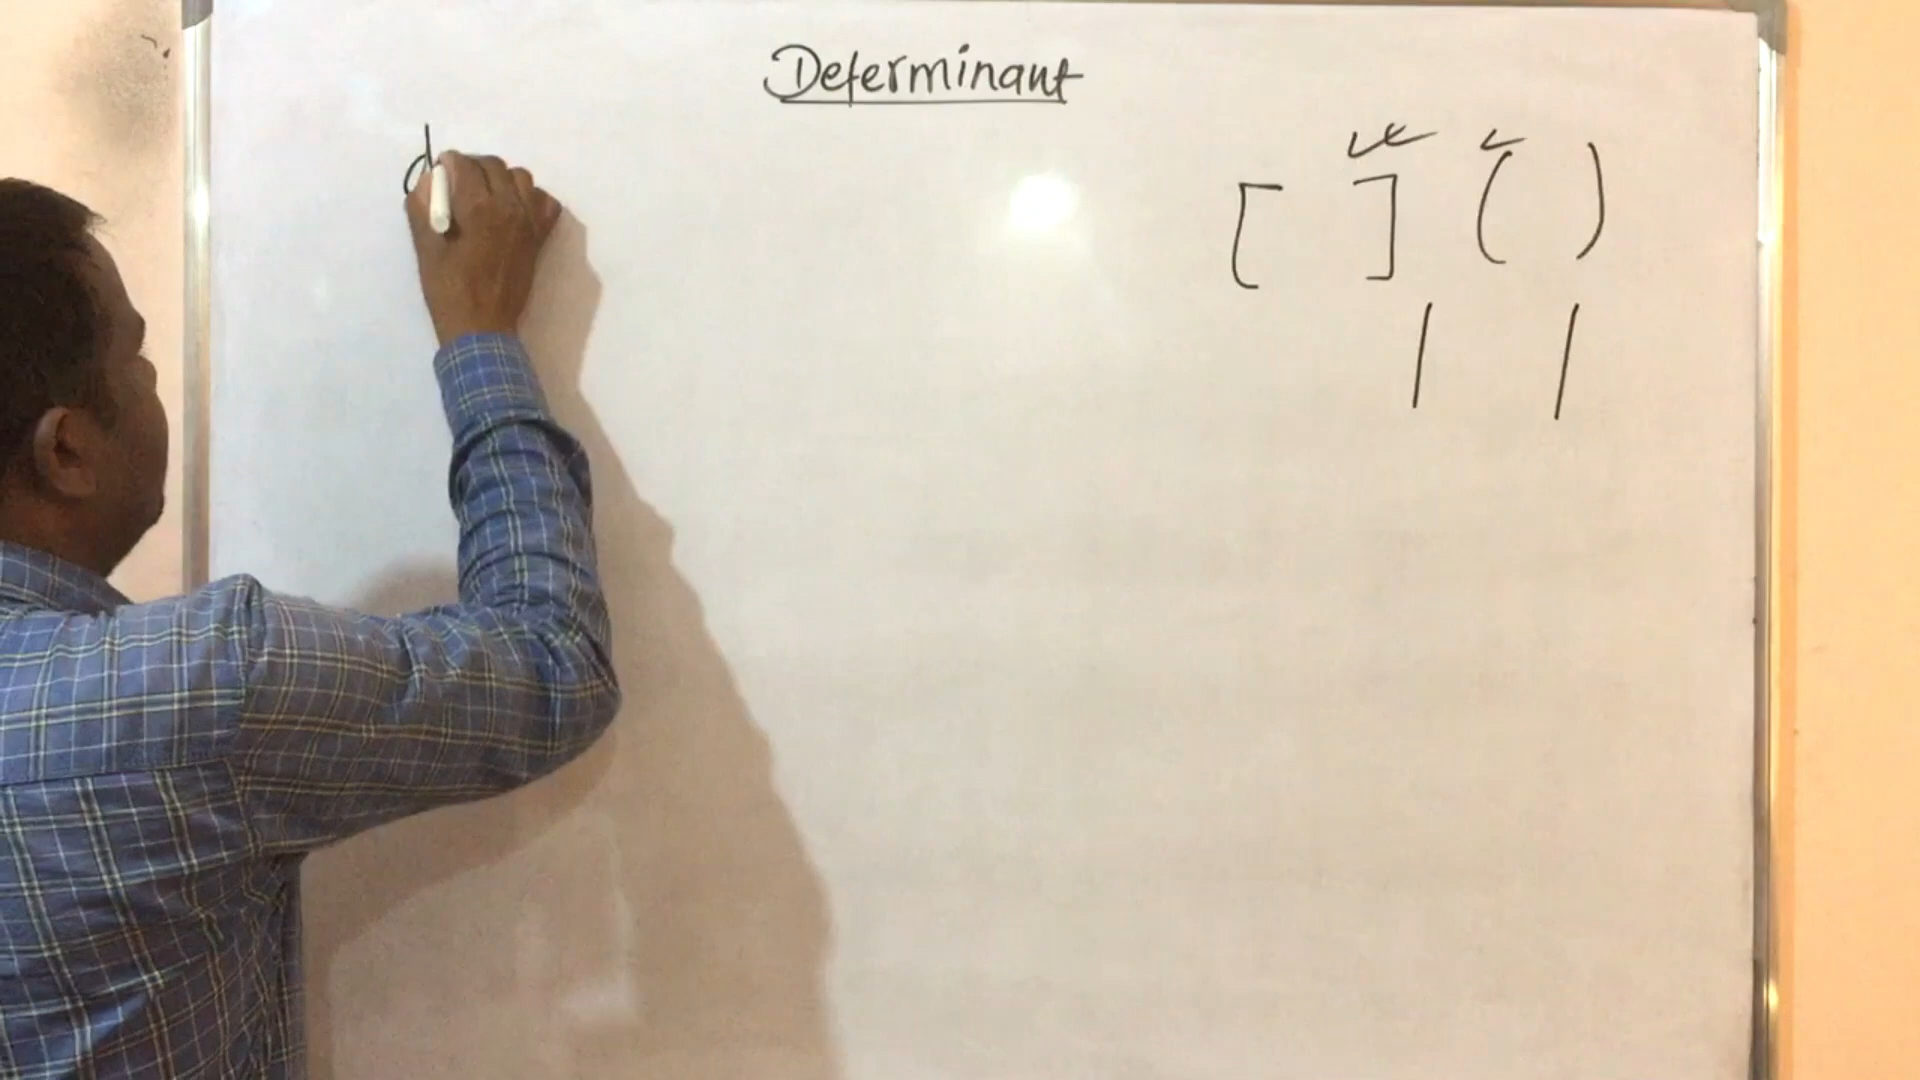 Determinant
[ ] ( )
| |
d